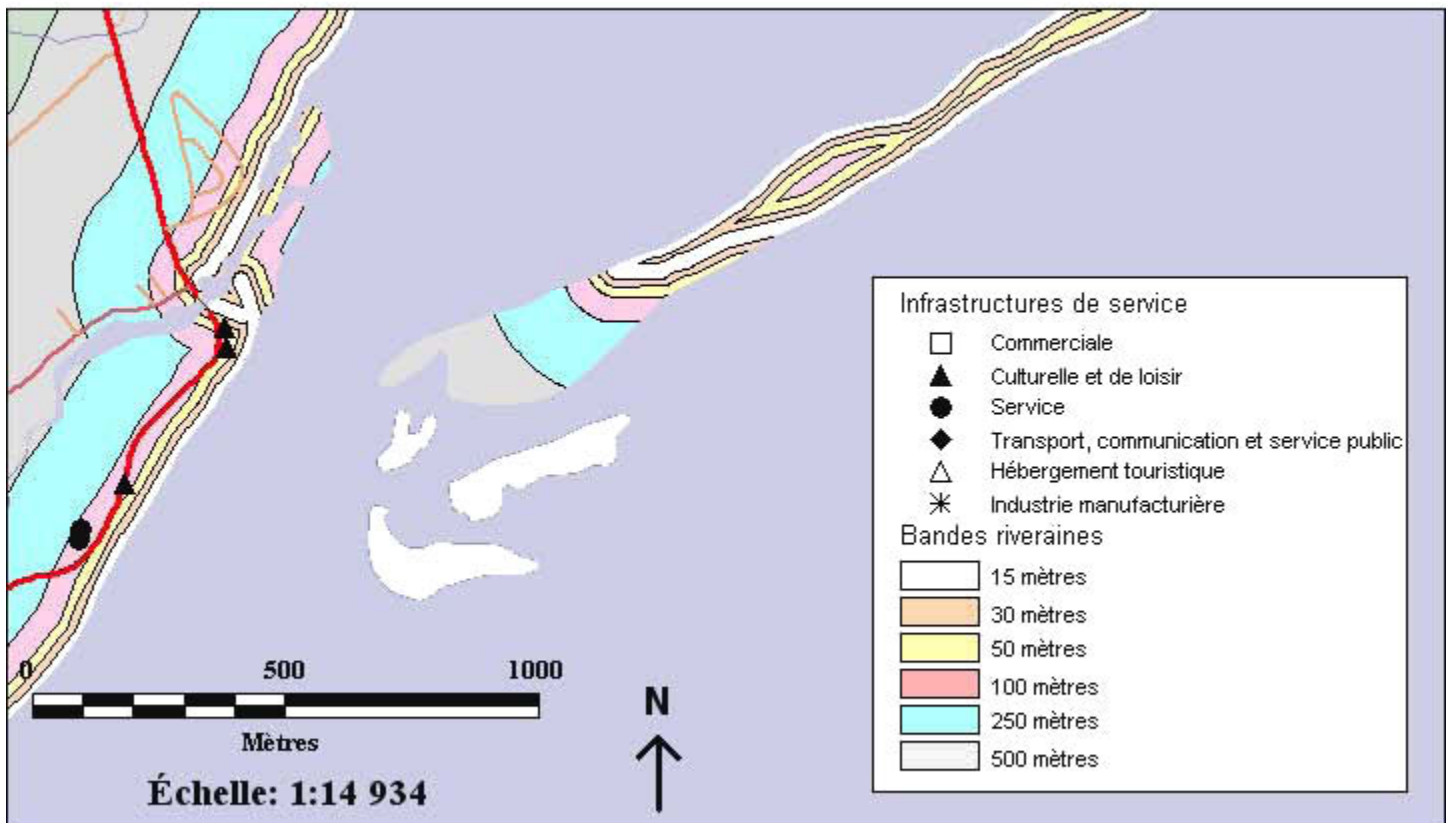 Infrastructures de service
Commerciale
Culturelle et de loisir
Service
Transport, communication et service public
Hébergement touristique
Industrie manufacturière
Bandes riveraines
15 mètres
30 mètres
50 mètres
100 mètres
250 mètres
500 mètres
0 500 1000
Mètres
Échelle: 1:14 934
N